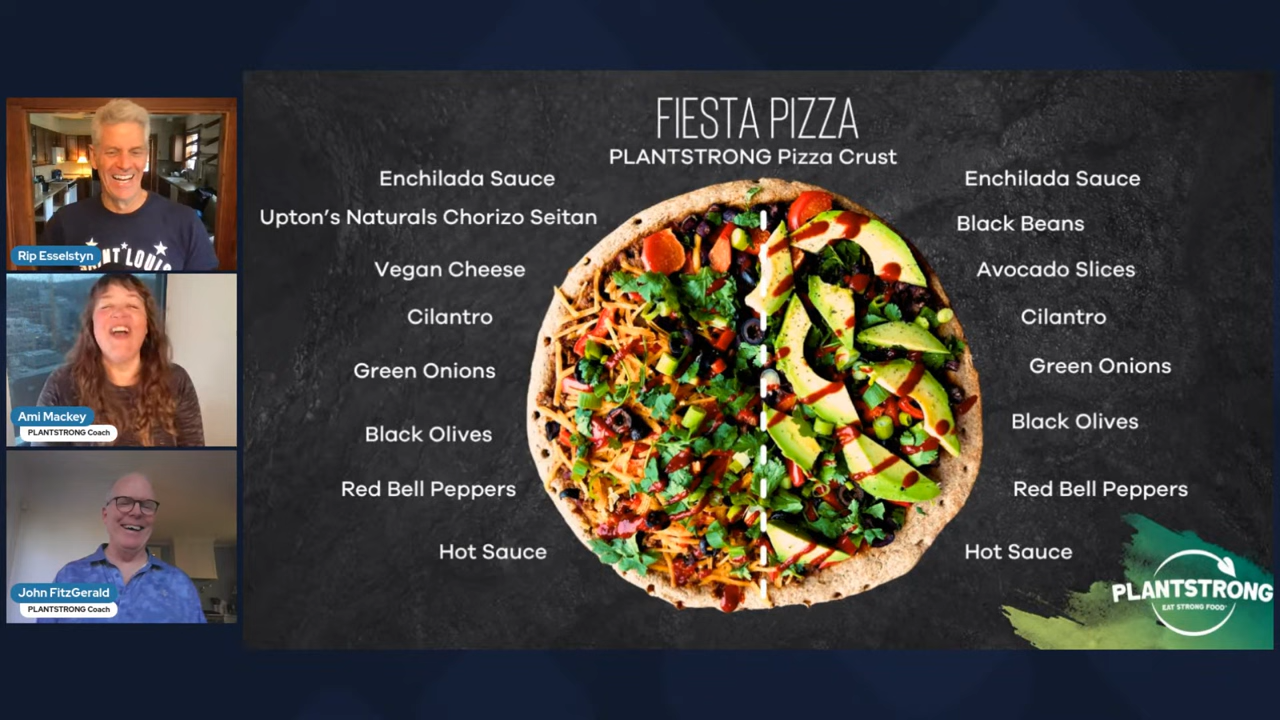 Rip Esselstyn
Ami Mackey
PLANTSTRONG Coach
John FitzGerald
PLANTSTRONG Coach
FIESTA PIZZA
PLANTSTRONG Pizza Crust
Enchilada Sauce
Upton's Naturals Chorizo Seitan
Vegan Cheese
Cilantro
Green Onions
Black Olives
Red Bell Peppers
Hot Sauce
Enchilada Sauce
Black Beans
Avocado Slices
Cilantro
Green Onions
Black Olives
Red Bell Peppers
Hot Sauce
PLANTSTRONG
EAT STRONG FOOD